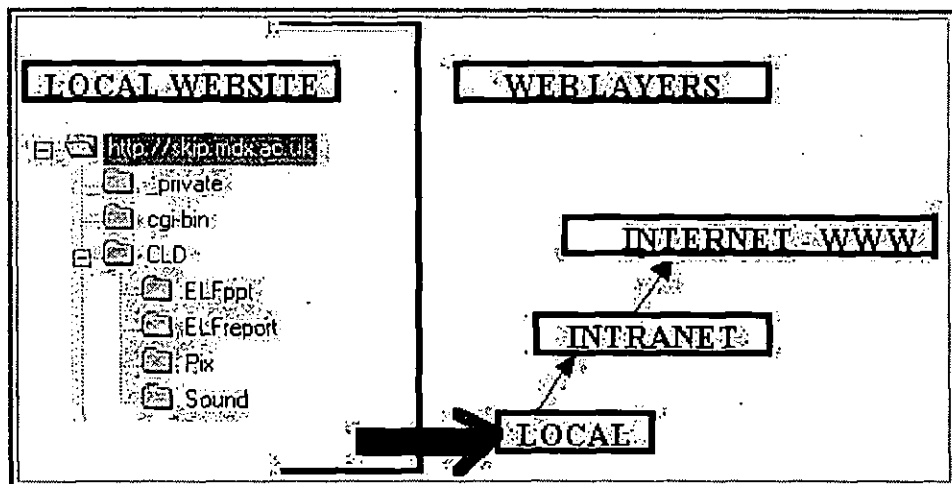 LOCAL WEBSITE
http://skip.mdx.ac.uk
_private
cgi-bin
CLD
ELFppt
ELFreport
Pix
Sound
WEB LAYERS
INTERNET - WWW
INTRANET
LOCAL